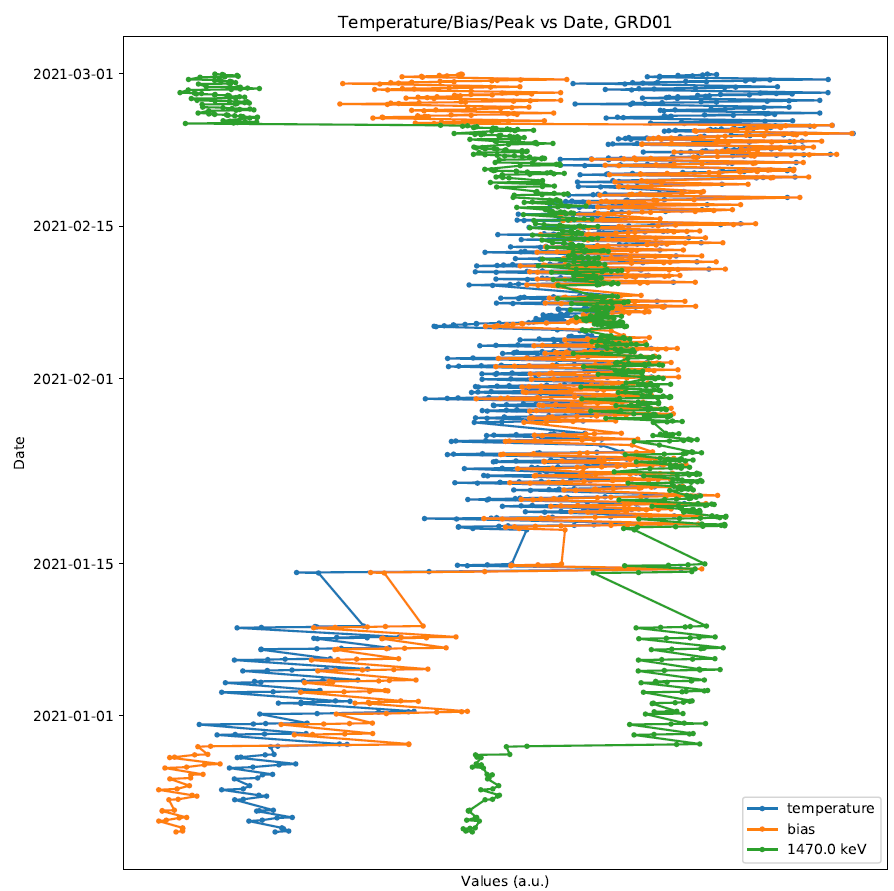 Temperature/Bias/Peak vs Date, GRD01
2021-03-01
2021-02-15
2021-02-01
2021-01-15
2021-01-01
Date
Values (a.u.)
temperature
bias
1470.0 keV